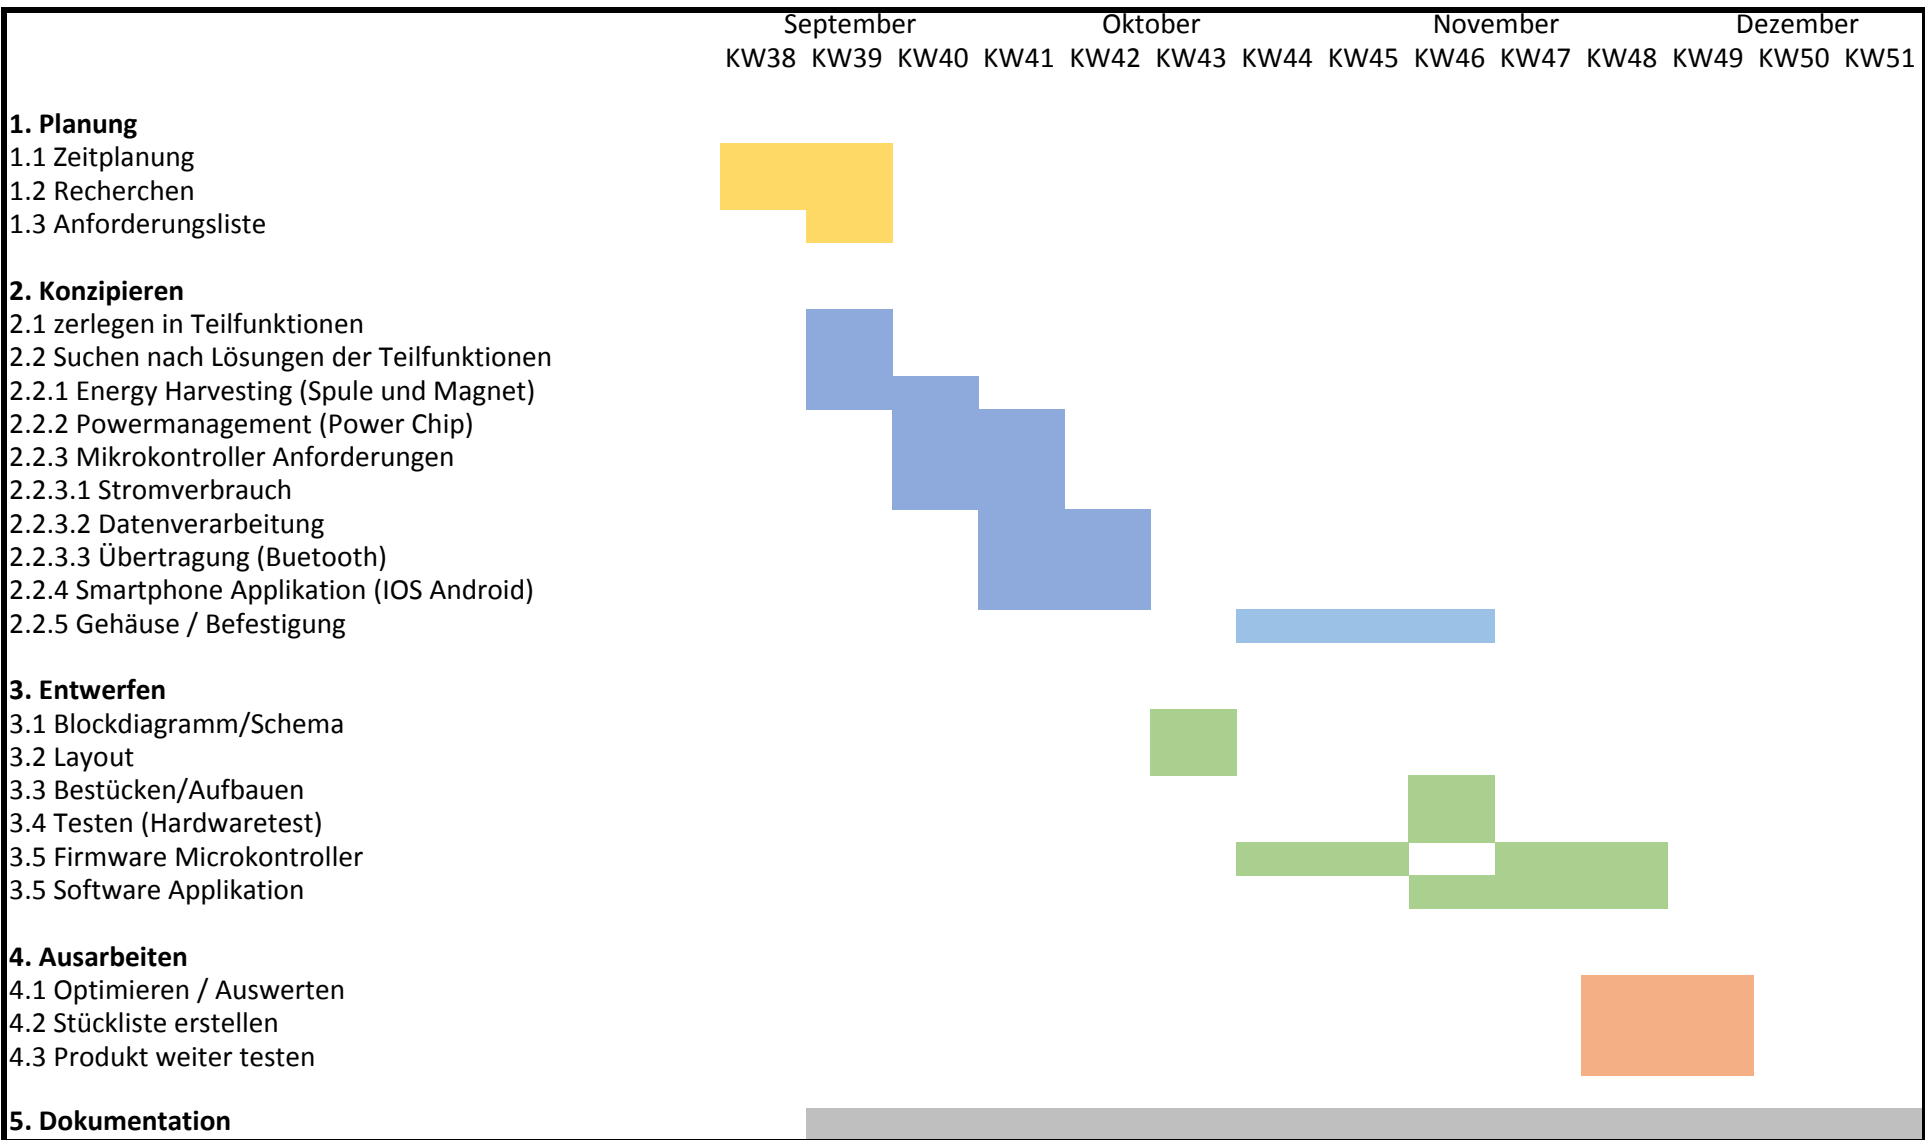 September Oktober November Dezember
KW38 KW39 KW40 KW41 KW42 KW43 KW44 KW45 KW46 KW47 KW48 KW49 KW50 KW51
1. Planung
1.1 Zeitplanung
1.2 Recherchen
1.3 Anforderungsliste
2. Konzipieren
2.1 zerlegen in Teilfunktionen
2.2 Suchen nach Lösungen der Teilfunktionen
2.2.1 Energy Harvesting (Spule und Magnet)
2.2.2 Powermanagement (Power Chip)
2.2.3 Mikrokontroller Anforderungen
2.2.3.1 Stromverbrauch
2.2.3.2 Datenverarbeitung
2.2.3.3 Übertragung (Buetooth)
2.2.4 Smartphone Applikation (IOS Android)
2.2.5 Gehäuse / Befestigung
3. Entwerfen
3.1 Blockdiagramm/Schema
3.2 Layout
3.3 Bestücken/Aufbauen
3.4 Testen (Hardwaretest)
3.5 Firmware Microkontroller
3.5 Software Applikation
4. Ausarbeiten
4.1 Optimieren / Auswerten
4.2 Stückliste erstellen
4.3 Produkt weiter testen
5. Dokumentation